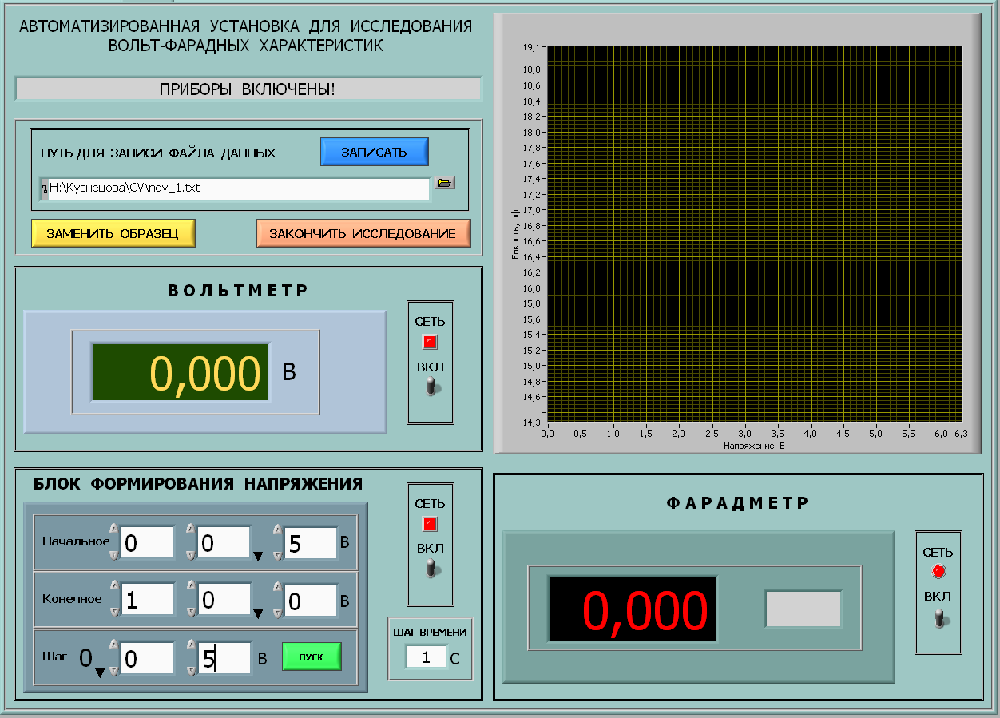 АВТОМАТИЗИРОВАННАЯ УСТАНОВКА ДЛЯ ИССЛЕДОВАНИЯ
ВОЛЬТ-ФАРАДНЫХ ХАРАКТЕРИСТИК
ПРИБОРЫ ВКЛЮЧЕНЫ!
ПУТЬ ДЛЯ ЗАПИСИ ФАЙЛА ДАННЫХ
ЗАПИСАТЬ
H:\Кузнецова\CV\nov_1.txt
ЗАМЕНИТЬ ОБРАЗЕЦ
ЗАКОНЧИТЬ ИССЛЕДОВАНИЕ
ВОЛЬТМЕТР
0,000 В
СЕТЬ
ВКЛ
БЛОК ФОРМИРОВАНИЯ НАПРЯЖЕНИЯ
Начальное 0 0 5 В
Конечное 1 0 0 В
Шаг 0 0 5 В ПУСК
СЕТЬ
ВКЛ
ШАГ ВРЕМЕНИ
1 С
Емкость, пф
19,1
18,8
18,6
18,4
18,2
18,0
17,8
17,6
17,4
17,2
17,0
16,8
16,6
16,4
16,2
16,0
15,8
15,6
15,4
15,2
15,0
14,8
14,6
14,3
0,0 0,5 1,0 1,5 2,0 2,5 3,0 3,5 4,0 4,5 5,0 5,5 6,0 6,3
Напряжение, В
ФАРАДМЕТР
0,000
СЕТЬ
ВКЛ